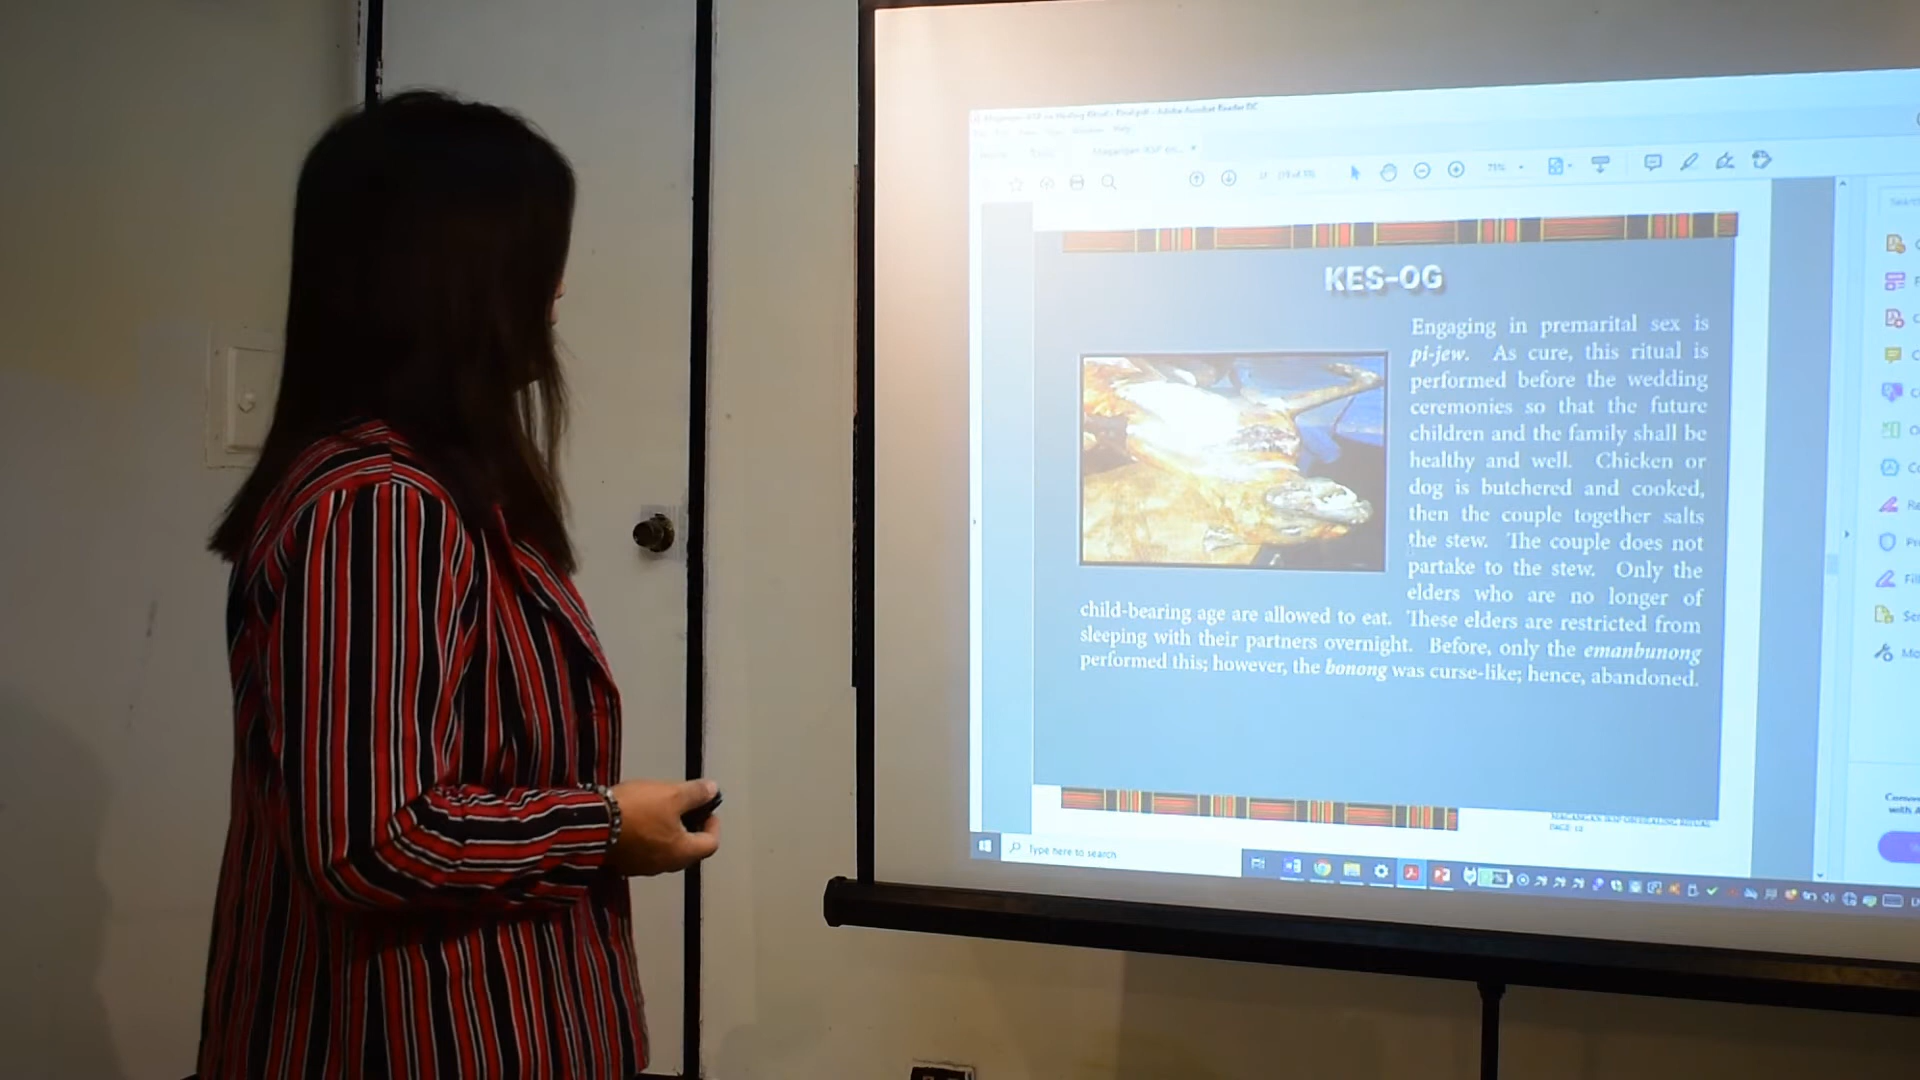 KES-OG
Engaging in premarital sex is
pi-jew. As cure, this ritual is
performed before the wedding
ceremonies so that the future
children and the family shall be
healthy and well. Chicken or
dog is butchered and cooked,
then the couple together salts
the stew. The couple does not
partake to the stew. Only the
elders who are no longer of
child-bearing age are allowed to eat. These elders are restricted from
sleeping with their partners overnight. Before, only the emanbunong
performed this; however, the bonong was curse-like; hence, abandoned.
PAGE 12
Type here to search